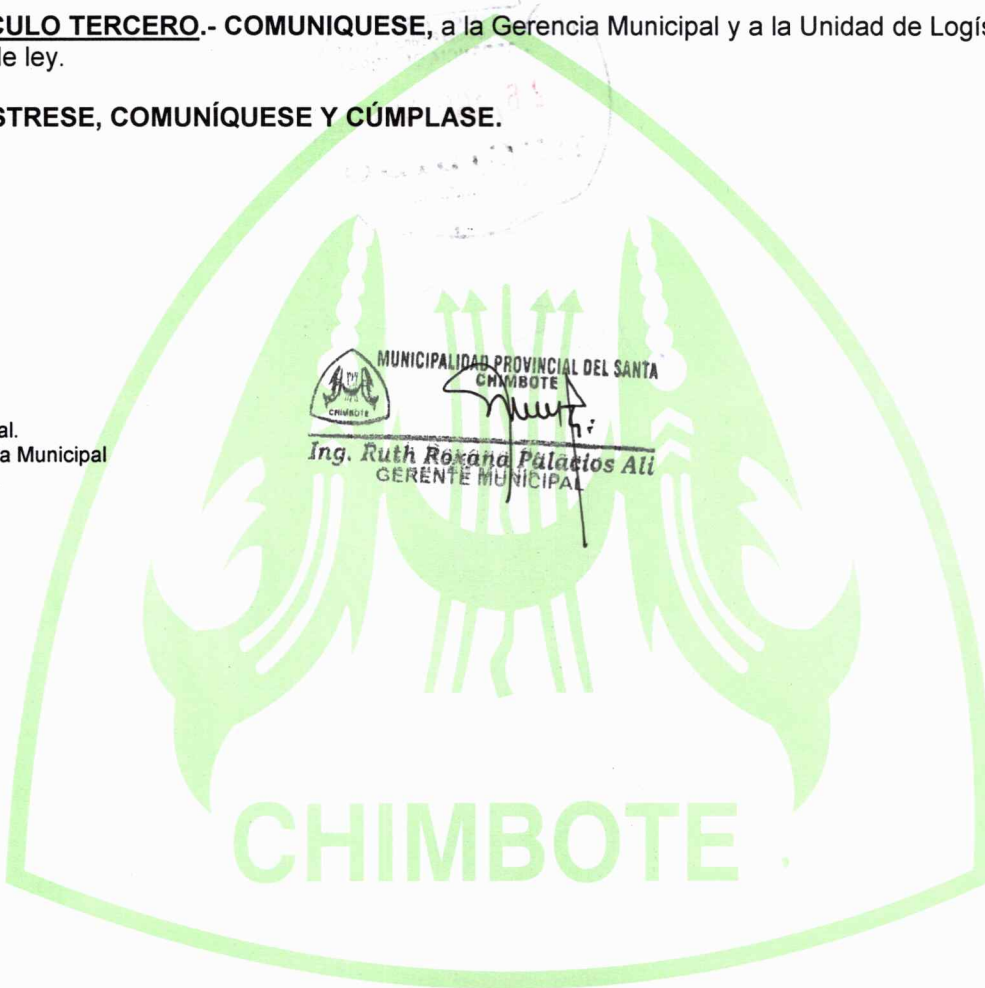 CULO TERCERO.- COMUNIQUESE, a la Gerencia Municipal y a la Unidad de Logís
de ley.
STRESE, COMUNÍQUESE Y CÚMPLASE.
MUNICIPALIDAD PROVINCIAL DEL SANTA
CHIMBOTE
CHIMBOTE
al.
a Municipal
Ing. Ruth Roxana Palacios Ali
GERENTE MUNICIPAL
CHIMBOTE